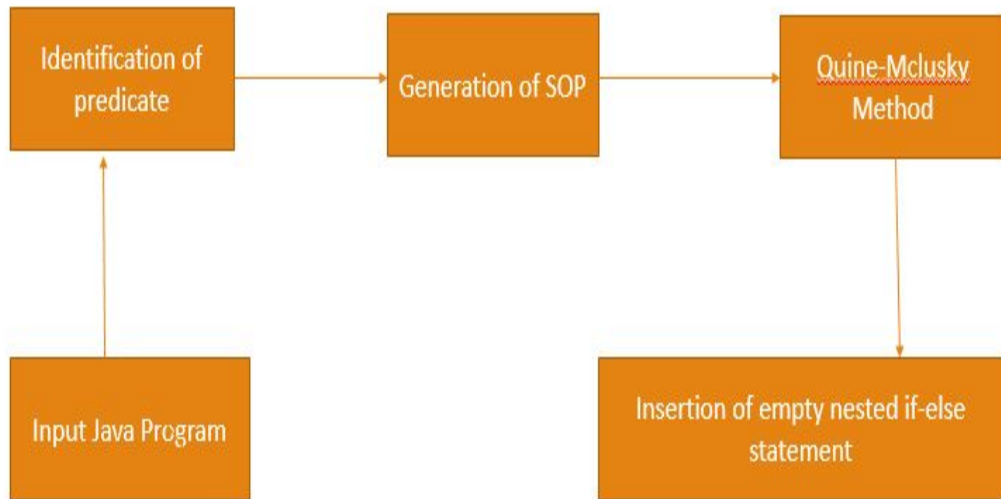 Identification of
predicate
Generation of SOP
Quine-Mclusky
Method
Input Java Program
Insertion of empty nested if-else
statement